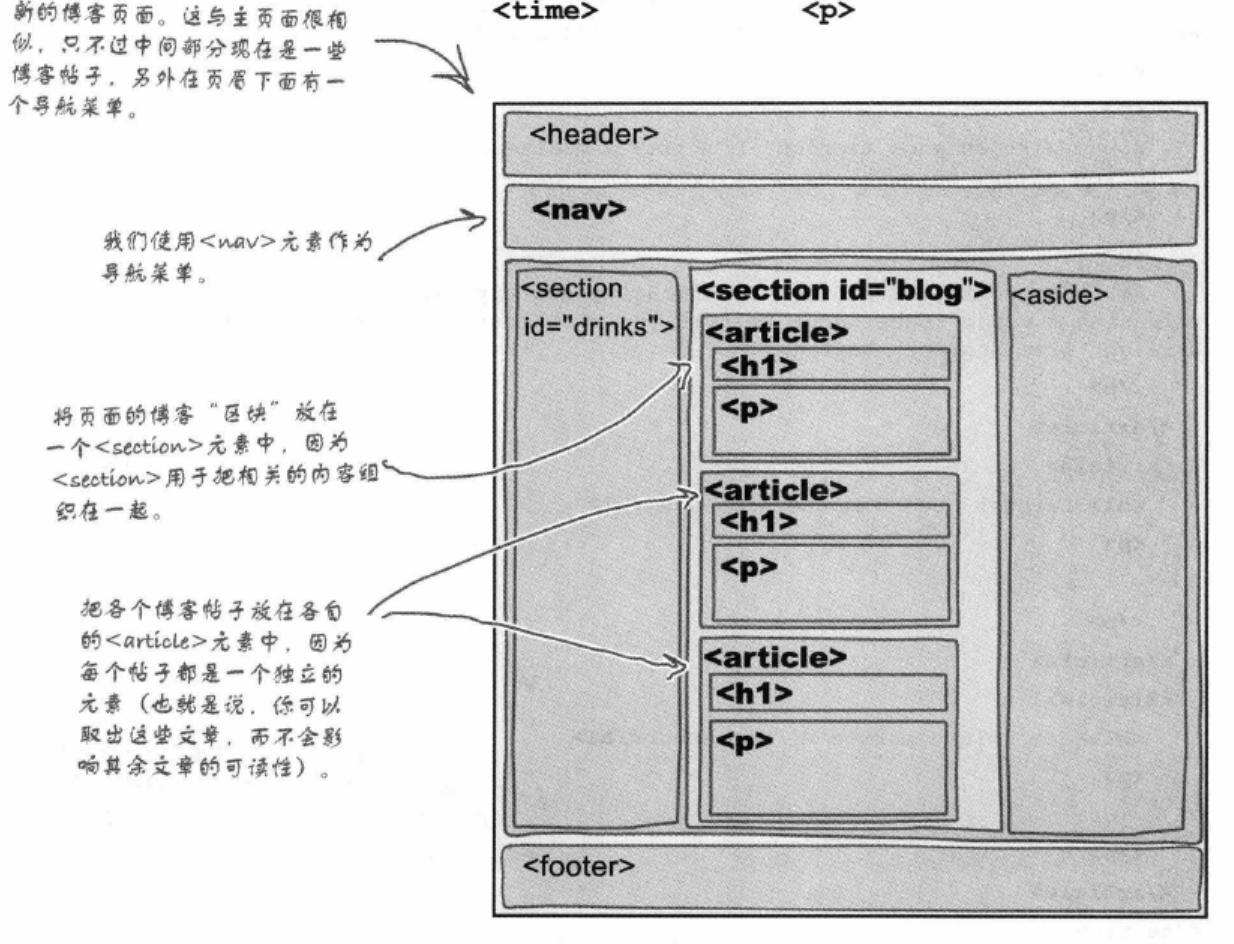 新的博客页面。这与主页面很相
似，只不过中间部分现在是一些
博客帖子，另外在页眉下面有一
个导航菜单。
<time> <p>
<header>
<nav>
我们使用<nav>元素作为
导航菜单。
<section
id="drinks">
<section id="blog">
<aside>
<article>
<h1>
<p>
将页面的博客“区块”放在
一个<section>元素中，因为
<section>用于把相关的内容组
织在一起。
<article>
<h1>
<p>
把各个博客帖子放在各自
的<article>元素中，因为
每个帖子都是一个独立的
元素（也就是说，你可以
取出这些文章，而不会影
响其余文章的可读性）。
<article>
<h1>
<p>
<footer>